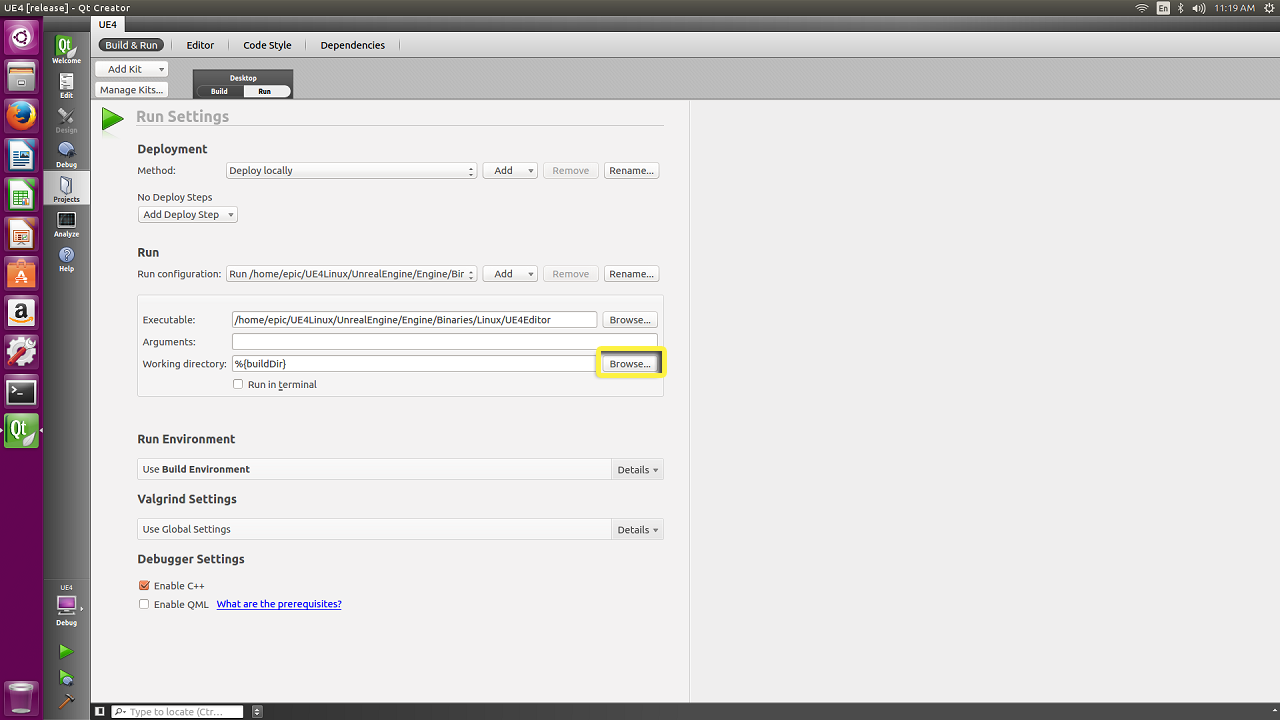 UE4 [release] - Qt Creator
En
11:19 AM
UE4
Build & Run
Editor
Code Style
Dependencies
Add Kit
Manage Kits...
Desktop
Build
Run
Qt
Welcome
Edit
Design
Debug
Projects
Analyze
Help
Run Settings
Deployment
Method:
Deploy locally
Add
Remove
Rename...
No Deploy Steps
Add Deploy Step
Run
Run configuration:
Run /home/epic/UE4Linux/UnrealEngine/Engine/Bir
Add
Remove
Rename...
Executable:
/home/epic/UE4Linux/UnrealEngine/Engine/Binaries/Linux/UE4Editor
Browse...
Arguments:
Working directory:
%{buildDir}
Browse...
Run in terminal
Run Environment
Use Build Environment
Details
Valgrind Settings
Use Global Settings
Details
Debugger Settings
Enable C++
Enable QML
What are the prerequisites?
UE4
Debug
Qt
Type to locate (Ctr...